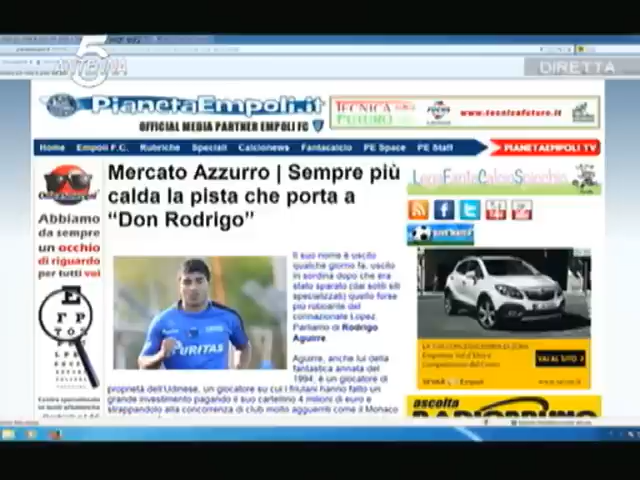 5
ANTENNA
DIRETTA
PianetaEmpoli.it
OFFICIAL MEDIA PARTNER EMPOLI FC
TECNICA
FUTURO
www.tecnicafuturo.it
Home Empoli F.C. Rubriche Speciali Calcionews Fantacalcio PE Space PE Staff
PIANETAEMPOLI TV
Mercato Azzurro | Sempre più
calda la pista che porta a
“Don Rodrigo”
LegaFantaCalcioSpicchio
Abbiamo
da sempre
un occhio
di riguardo
per tutti voi
E
F P
Il suo nome è uscito
qualche giorno fa, uscito
in sordina dopo che era
stato sparato (dai soliti siti
specializzati) quello forse
più roboante del
connazionale Lopez.
Parliamo di Rodrigo
Aguirre
PURITAS
Aguirre, anche lui della
fantastica annata del
1994, è un giocatore di
proprietà dell'Udinese, un giocatore su cui i friulani hanno fatto un
grande investimento pagando il suo cartellino 4 milioni di euro e
strappandolo alla concorrenza di club molto agguerriti come il Monaco
VAI AL SITO
ascolta
RADIOBRUNO